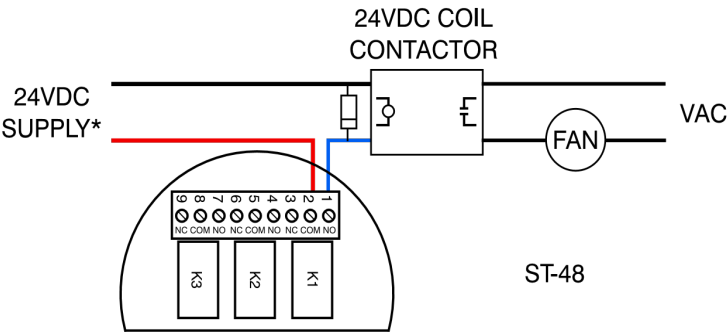 24VDC COIL
CONTACTOR
24VDC
SUPPLY*
VAC
FAN
9 8 7 6 5 4 3 2 1
NC COM NO NC COM NO NC COM NO
K3 K2 K1
ST-48